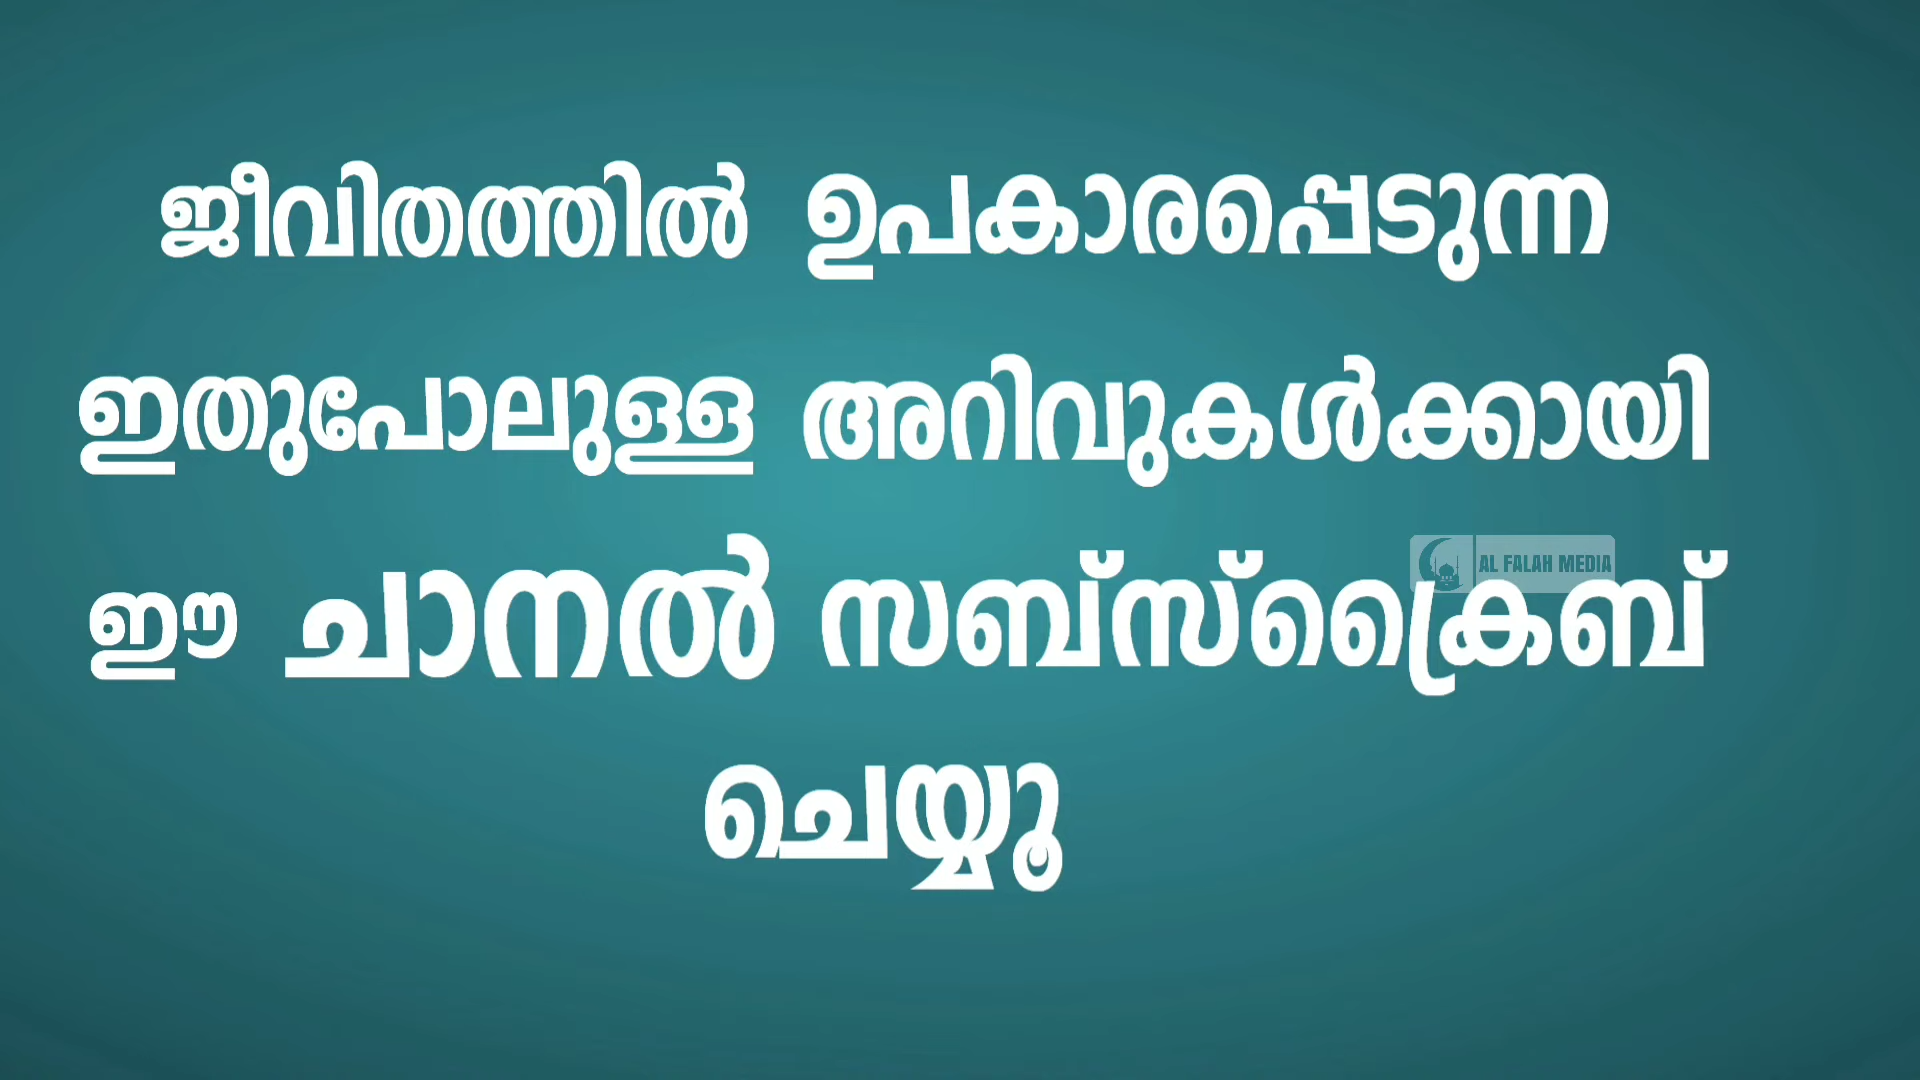 ജീവിതത്തിൽ ഉപകാരപ്പെടുന്ന
ഇതുപോലുള്ള അറിവുകൾക്കായി
AL FALAH MEDIA
ഈ ചാനൽ സബ്സ്ക്രൈബ്
ചെയ്യൂ